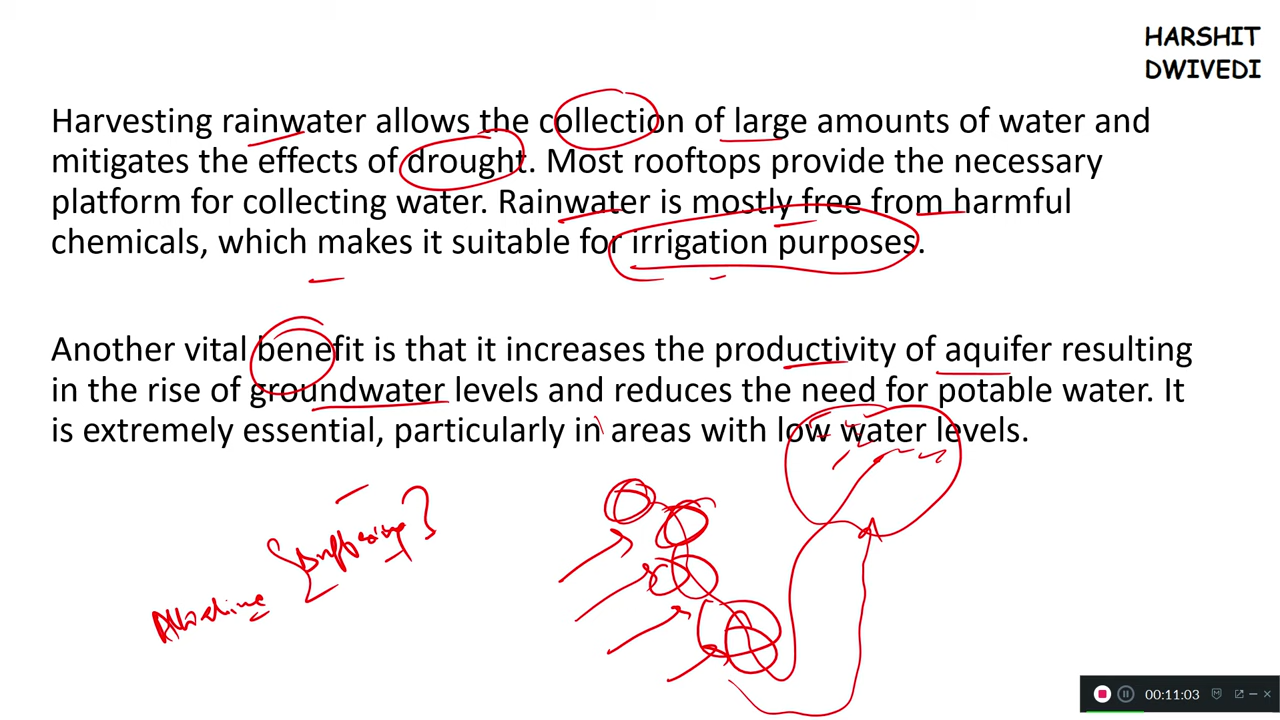 HARSHIT
DWIVEDI
Harvesting rainwater allows the collection of large amounts of water and
mitigates the effects of drought. Most rooftops provide the necessary
platform for collecting water. Rainwater is mostly free from harmful
chemicals, which makes it suitable for irrigation purposes.
Another vital benefit is that it increases the productivity of aquifer resulting
in the rise of groundwater levels and reduces the need for potable water. It
is extremely essential, particularly in areas with low water levels.
Alkaline
00:11:03